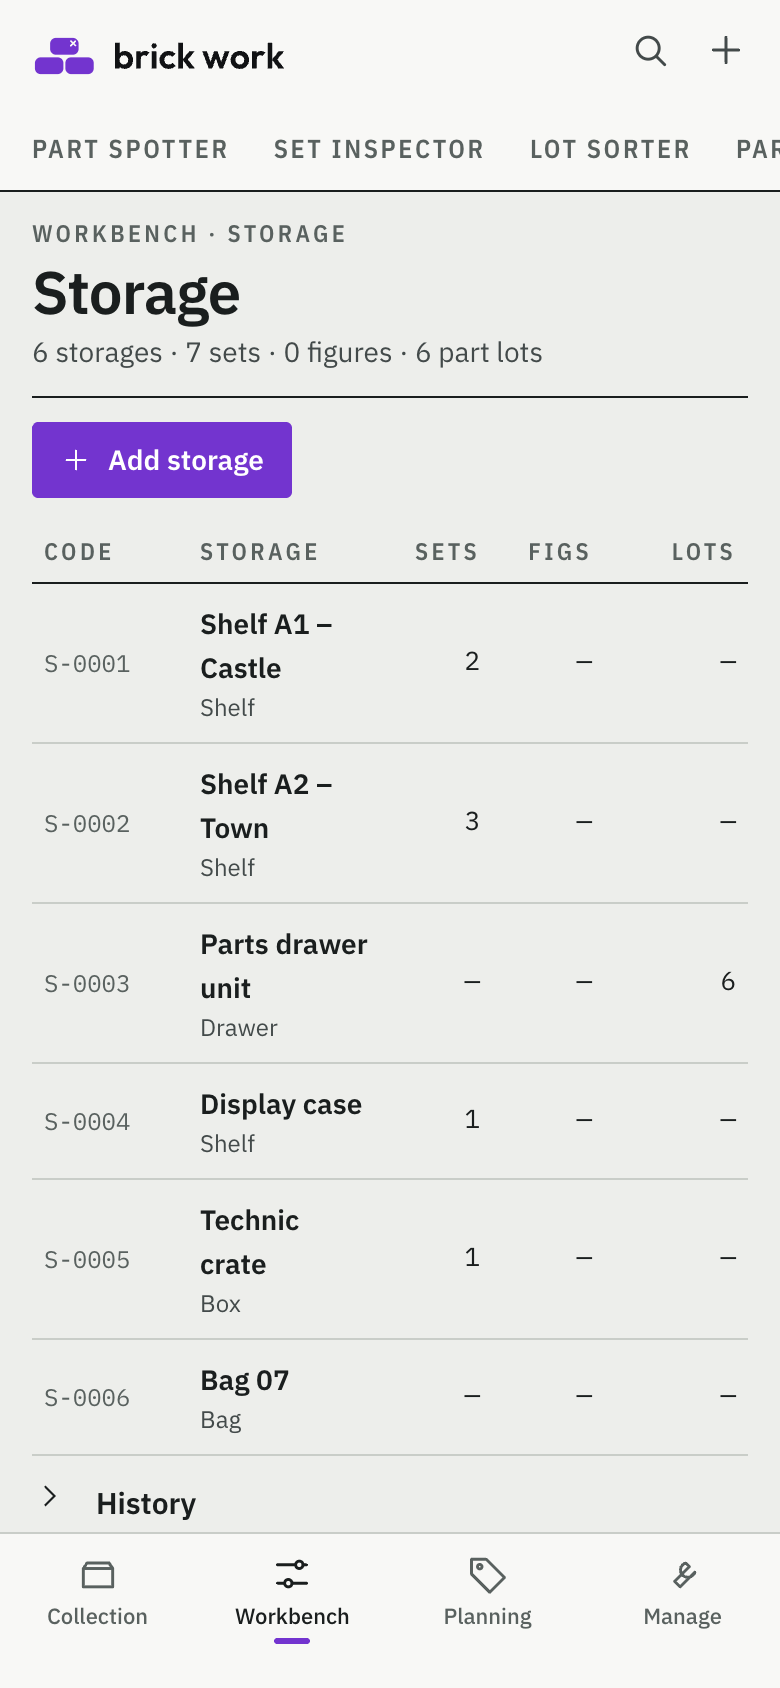 brick work
PART SPOTTER SET INSPECTOR LOT SORTER PAR
WORKBENCH · STORAGE
Storage
6 storages · 7 sets · 0 figures · 6 part lots
+ Add storage
CODE STORAGE SETS FIGS LOTS
S-0001 Shelf A1 – Castle 2 – –
Shelf
S-0002 Shelf A2 – Town 3 – –
Shelf
S-0003 Parts drawer unit – – 6
Drawer
S-0004 Display case 1 – –
Shelf
S-0005 Technic crate 1 – –
Box
S-0006 Bag 07 – – –
Bag
History
Collection Workbench Planning Manage